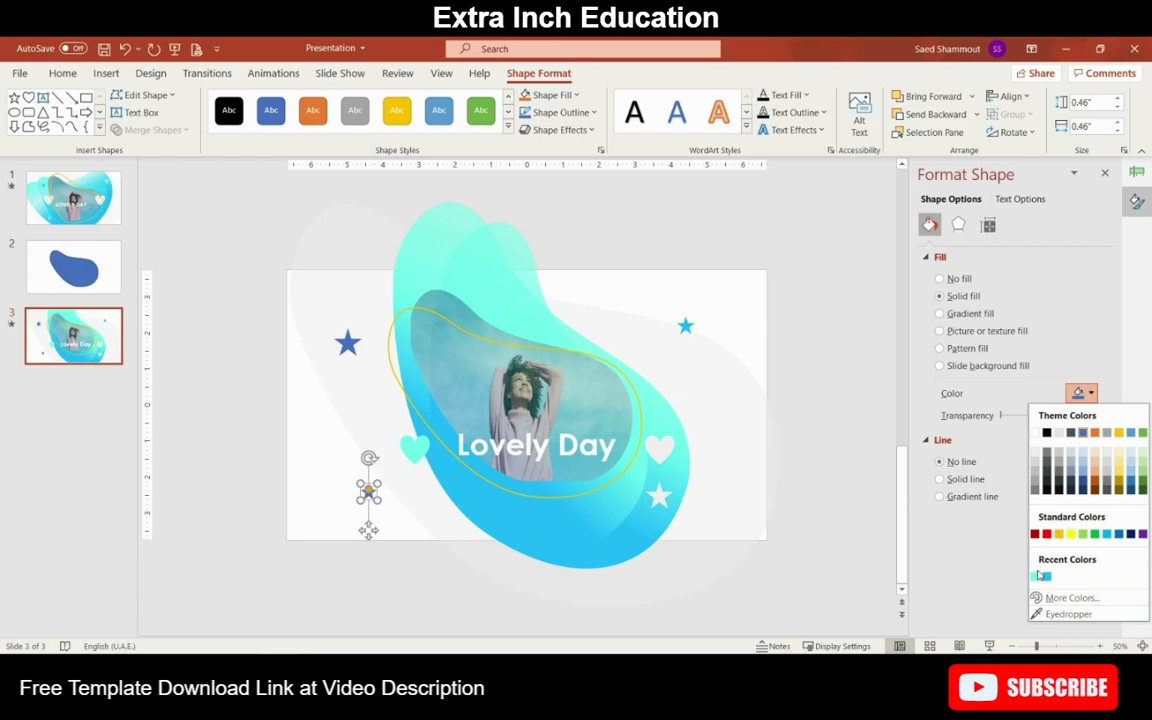 Extra Inch Education
AutoSave Off Presentation Search Saed Shammout SS
File Home Insert Design Transitions Animations Slide Show Review View Help Shape Format Share Comments
Edit Shape Text Box Merge Shapes
Abc Abc Abc Abc Abc Abc Abc
Shape Fill Shape Outline Shape Effects
A A A
Text Fill Text Outline Text Effects
Alt Text
Bring Forward Send Backward Selection Pane
Align Group Rotate
0.46"
0.46"
Insert Shapes Shape Styles WordArt Styles Accessibility Arrange Size
1
2
3
Lovely Day
Format Shape
Shape Options Text Options
Fill
No fill
Solid fill
Gradient fill
Picture or texture fill
Pattern fill
Slide background fill
Color
Transparency
Line
No line
Solid line
Gradient line
Theme Colors
Standard Colors
Recent Colors
More Colors...
Eyedropper
Slide 3 of 3 English (U.A.E.) Notes Display Settings 50%
Free Template Download Link at Video Description
SUBSCRIBE